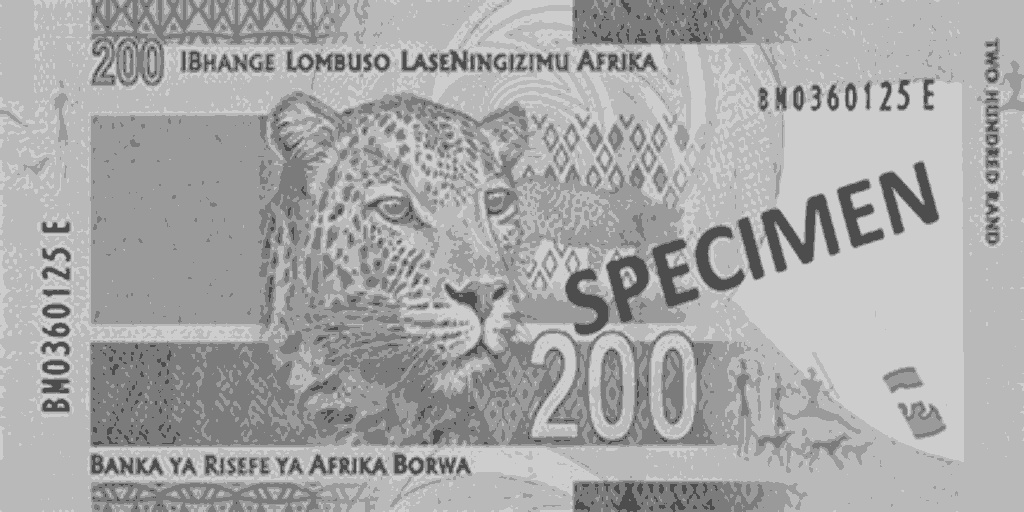 200 IBHANGE LOMBUSO LASENINGIZIMU AFRIKA
BM0360125 E
TWO HUNDRED RAND
SPECIMEN
BM0360125 E
200
BANKA YA RISEFE YA AFRIKA BORWA